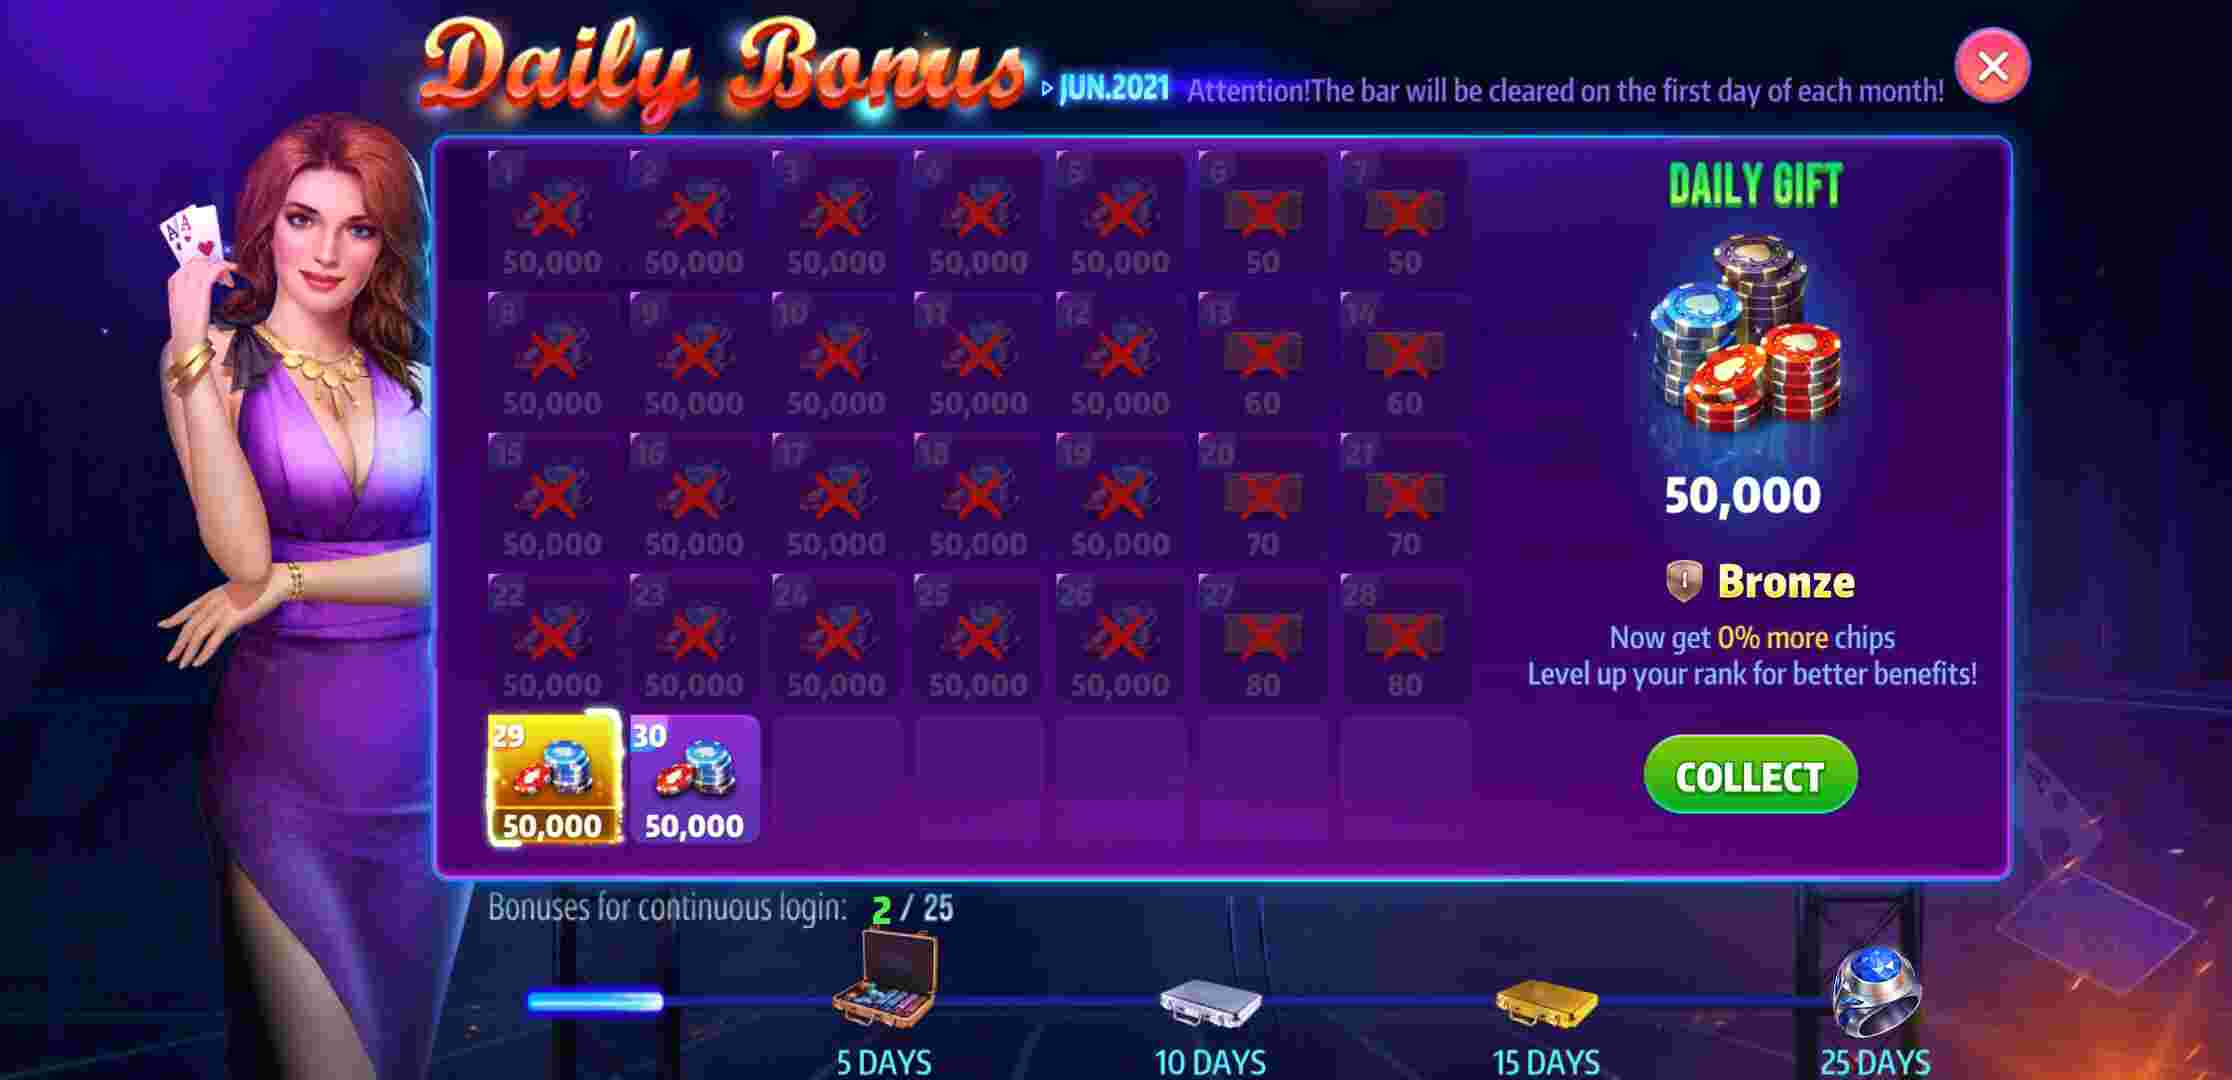 Daily Bonus
JUN.2021 Attention!The bar will be cleared on the first day of each month!
1 2 3 4 5 6 7
50,000 50,000 50,000 50,000 50,000 50 50
8 9 10 11 12 13 14
50,000 50,000 50,000 50,000 50,000 60 60
15 16 17 18 19 20 21
50,000 50,000 50,000 50,000 50,000 70 70
22 23 24 25 26 27 28
50,000 50,000 50,000 50,000 50,000 80 80
29 30
50,000 50,000
DAILY GIFT
50,000
Bronze
Now get 0% more chips
Level up your rank for better benefits!
COLLECT
Bonuses for continuous login: 2 / 25
5 DAYS 10 DAYS 15 DAYS 25 DAYS
A A